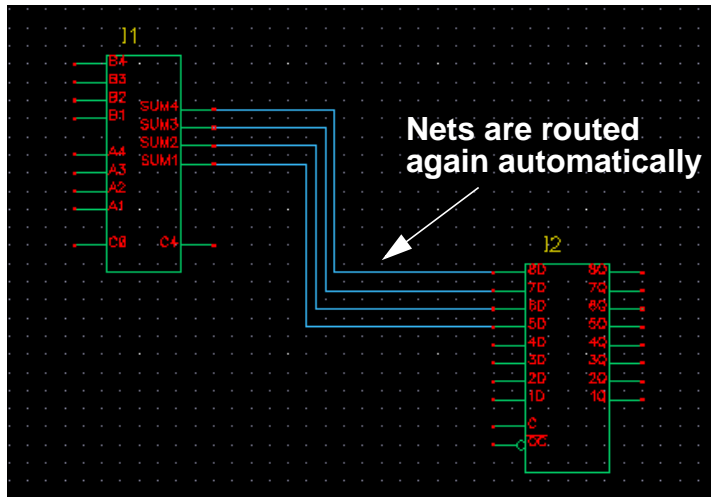 I1
B4
B3
B2
B1
SUM4
SUM3
SUM2
SUM1
A4
A3
A2
A1
C0
C4
Nets are routed
again automatically
I2
8D 8Q
7D 7Q
6D 6Q
5D 5Q
4D 4Q
3D 3Q
2D 2Q
1D 1Q
C
OC